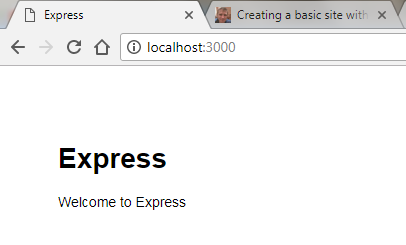 Express
Creating a basic site with
localhost:3000
Express
Welcome to Express